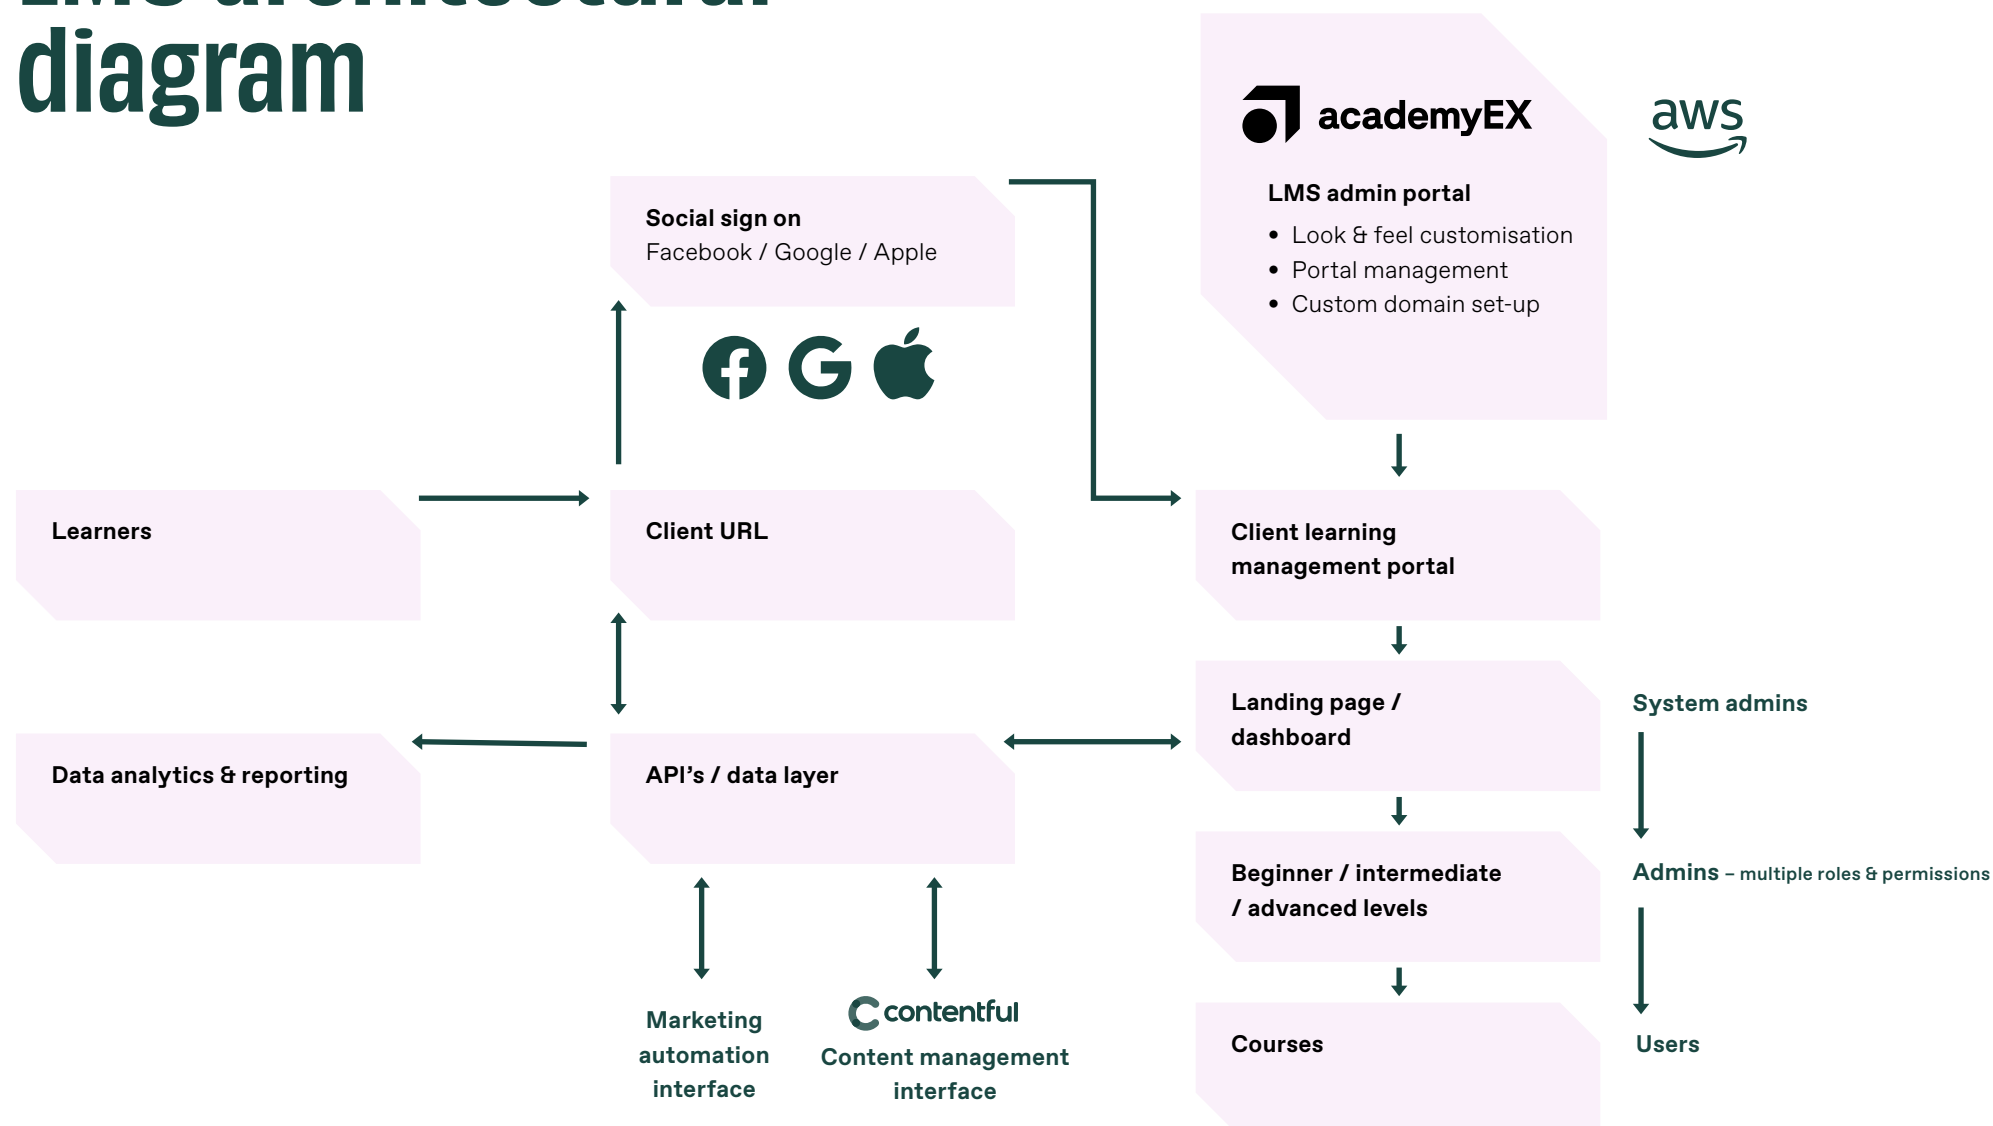 LMS architectural
diagram
academyEX
aws
LMS admin portal
• Look & feel customisation
• Portal management
• Custom domain set-up
Social sign on
Facebook / Google / Apple
Learners
Client URL
Client learning
management portal
Landing page /
dashboard
System admins
Data analytics & reporting
API’s / data layer
Beginner / intermediate
/ advanced levels
Admins – multiple roles & permissions
Marketing
automation
interface
contentful
Content management
interface
Courses
Users